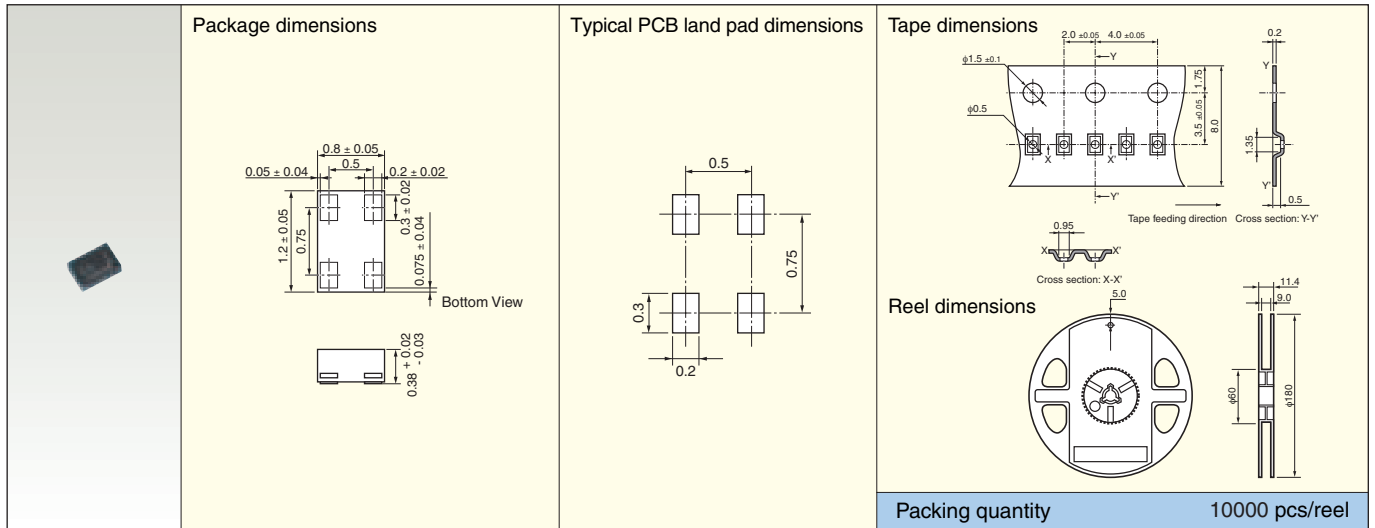 Package dimensions
0.8 ± 0.05
0.5
0.05 ± 0.04
0.2 ± 0.02
1.2 ± 0.05
0.75
0.3 ± 0.02
0.075 ± 0.04
Bottom View
0.38 + 0.02 - 0.03
Typical PCB land pad dimensions
0.5
0.75
0.3
0.2
Tape dimensions
2.0 ±0.05
4.0 ±0.05
Y
φ1.5 ±0.1
φ0.5
X
X'
Y'
1.75
3.5 ±0.05
8.0
Tape feeding direction
0.2
Y
1.35
Y'
0.5
Cross section: Y-Y'
0.95
X
X'
Cross section: X-X'
Reel dimensions
5.0
11.4
9.0
φ60
φ180
Packing quantity 10000 pcs/reel